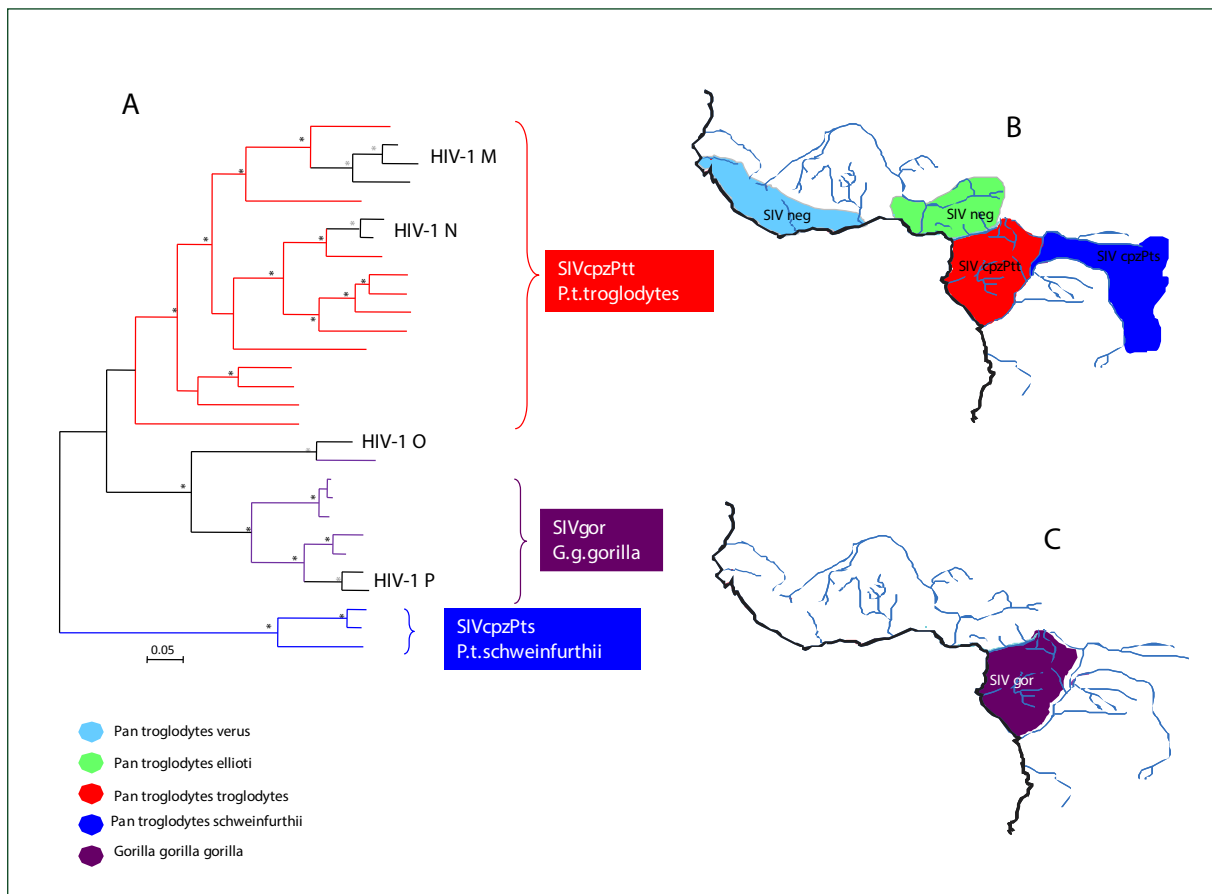 A
HIV-1 M
HIV-1 N
SIVcpzPtt
P.t.troglodytes
HIV-1 O
SIVgor
G.g.gorilla
HIV-1 P
SIVcpzPts
P.t.schweinfurthii
0.05
Pan troglodytes verus
Pan troglodytes ellioti
Pan troglodytes troglodytes
Pan troglodytes schweinfurthii
Gorilla gorilla gorilla
B
SIV neg
SIV neg
SIV cpzPtt
SIV cpzPts
C
SIV gor